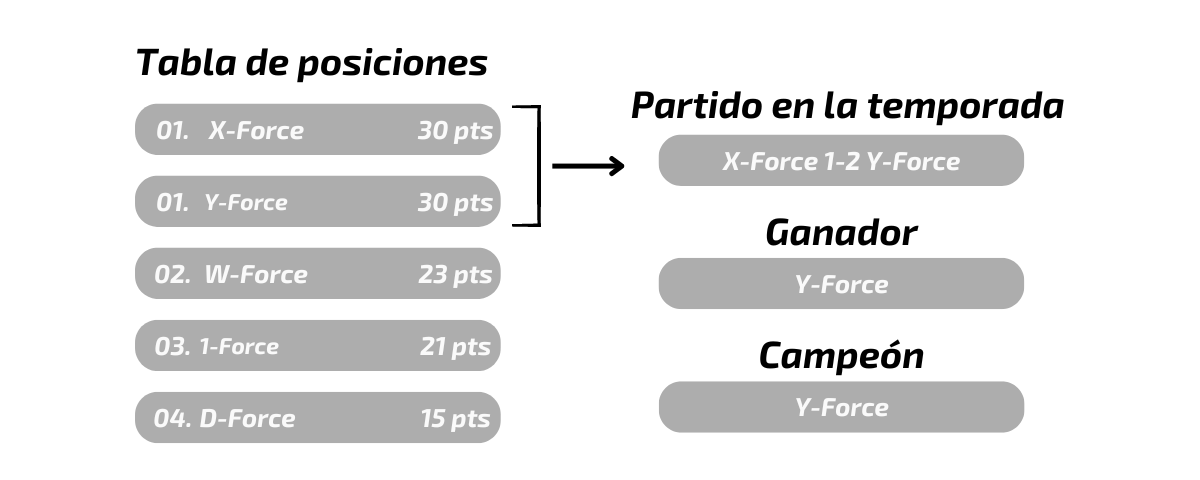 Tabla de posiciones
01. X-Force 30 pts
01. Y-Force 30 pts
02. W-Force 23 pts
03. 1-Force 21 pts
04. D-Force 15 pts
Partido en la temporada
X-Force 1-2 Y-Force
Ganador
Y-Force
Campeón
Y-Force